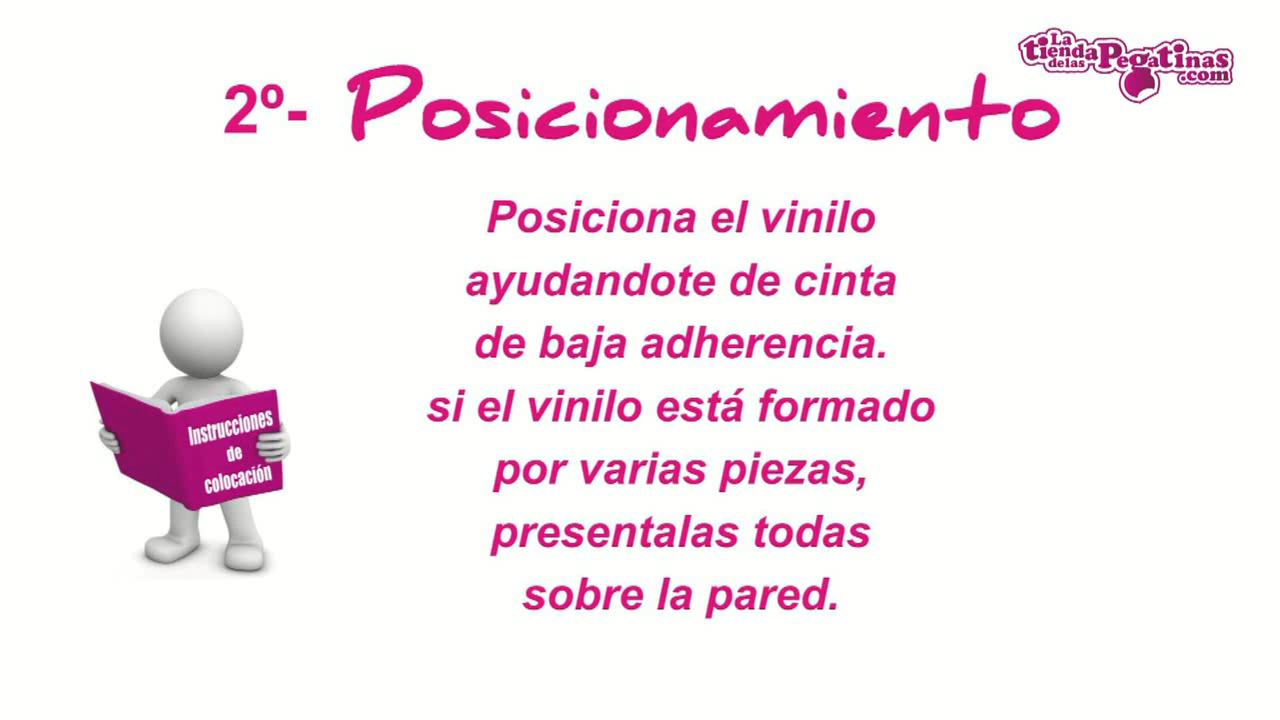 La
tienda
de las
Pegatinas
.com
2º- Posicionamiento
Posiciona el vinilo
ayudandote de cinta
de baja adherencia.
si el vinilo está formado
por varias piezas,
presentalas todas
sobre la pared.
Instrucciones
de
colocación